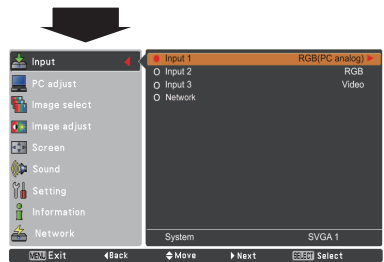 Input
Input 1 RGB(PC analog)
Input 2 RGB
Input 3 Video
Network
PC adjust
Image select
Image adjust
Screen
Sound
Setting
Information
Network
System SVGA 1
MENU Exit Back Move Next SELECT Select